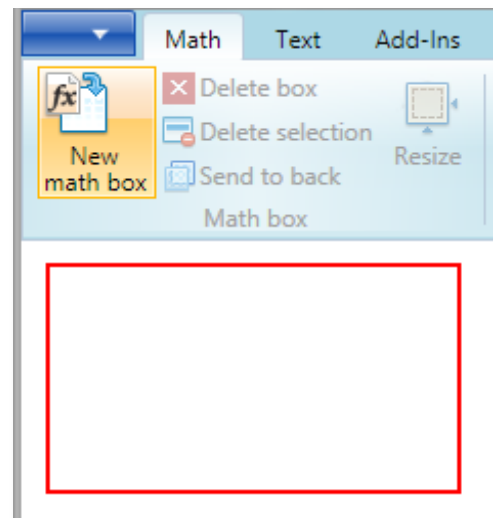 Math Text Add-Ins
fx
New
math box
Delete box
Delete selection
Send to back
Resize
Math box